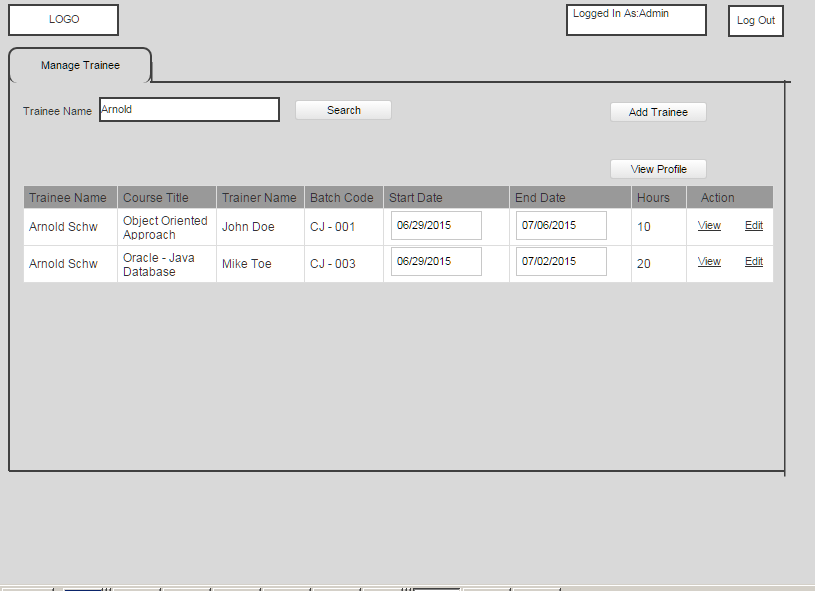 LOGO
Logged In As:Admin
Log Out
Manage Trainee
Trainee Name Arnold Search Add Trainee
View Profile
Trainee Name Course Title Trainer Name Batch Code Start Date End Date Hours Action
Arnold Schw Object Oriented Approach John Doe CJ - 001 06/29/2015 07/06/2015 10 View Edit
Arnold Schw Oracle - Java Database Mike Toe CJ - 003 06/29/2015 07/02/2015 20 View Edit